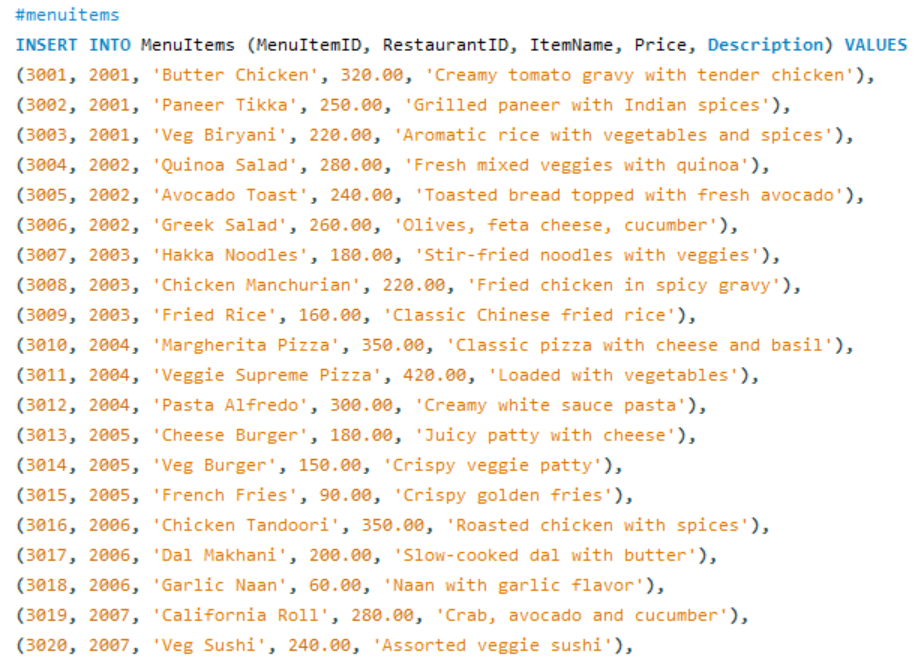 #menuitems
INSERT INTO MenuItems (MenuItemID, RestaurantID, ItemName, Price, Description) VALUES
(3001, 2001, 'Butter Chicken', 320.00, 'Creamy tomato gravy with tender chicken'),
(3002, 2001, 'Paneer Tikka', 250.00, 'Grilled paneer with Indian spices'),
(3003, 2001, 'Veg Biryani', 220.00, 'Aromatic rice with vegetables and spices'),
(3004, 2002, 'Quinoa Salad', 280.00, 'Fresh mixed veggies with quinoa'),
(3005, 2002, 'Avocado Toast', 240.00, 'Toasted bread topped with fresh avocado'),
(3006, 2002, 'Greek Salad', 260.00, 'Olives, feta cheese, cucumber'),
(3007, 2003, 'Hakka Noodles', 180.00, 'Stir-fried noodles with veggies'),
(3008, 2003, 'Chicken Manchurian', 220.00, 'Fried chicken in spicy gravy'),
(3009, 2003, 'Fried Rice', 160.00, 'Classic Chinese fried rice'),
(3010, 2004, 'Margherita Pizza', 350.00, 'Classic pizza with cheese and basil'),
(3011, 2004, 'Veggie Supreme Pizza', 420.00, 'Loaded with vegetables'),
(3012, 2004, 'Pasta Alfredo', 300.00, 'Creamy white sauce pasta'),
(3013, 2005, 'Cheese Burger', 180.00, 'Juicy patty with cheese'),
(3014, 2005, 'Veg Burger', 150.00, 'Crispy veggie patty'),
(3015, 2005, 'French Fries', 90.00, 'Crispy golden fries'),
(3016, 2006, 'Chicken Tandoori', 350.00, 'Roasted chicken with spices'),
(3017, 2006, 'Dal Makhani', 200.00, 'Slow-cooked dal with butter'),
(3018, 2006, 'Garlic Naan', 60.00, 'Naan with garlic flavor'),
(3019, 2007, 'California Roll', 280.00, 'Crab, avocado and cucumber'),
(3020, 2007, 'Veg Sushi', 240.00, 'Assorted veggie sushi'),